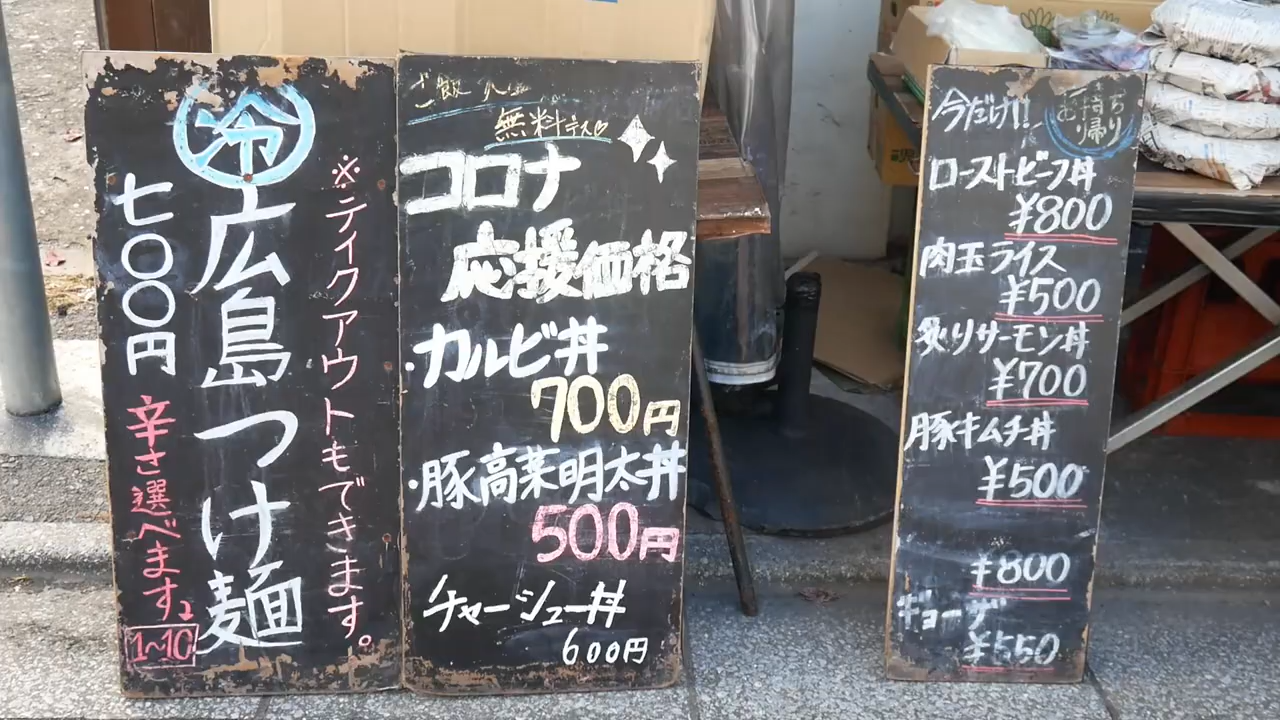 冷
広島つけ麺
七〇〇円
※テイクアウトもできます。
辛さ選べます♪
1~10
ご飯
無料デス♡
コロナ
応援価格
・カルビ丼
700円
・豚高菜明太丼
500円
チャーシュー丼
600円
今だけ!!
お持ち帰り
ローストビーフ丼
¥800
肉玉ライス
¥500
炙りサーモン丼
¥700
豚キムチ丼
¥500
¥800
ギョーザ
¥550